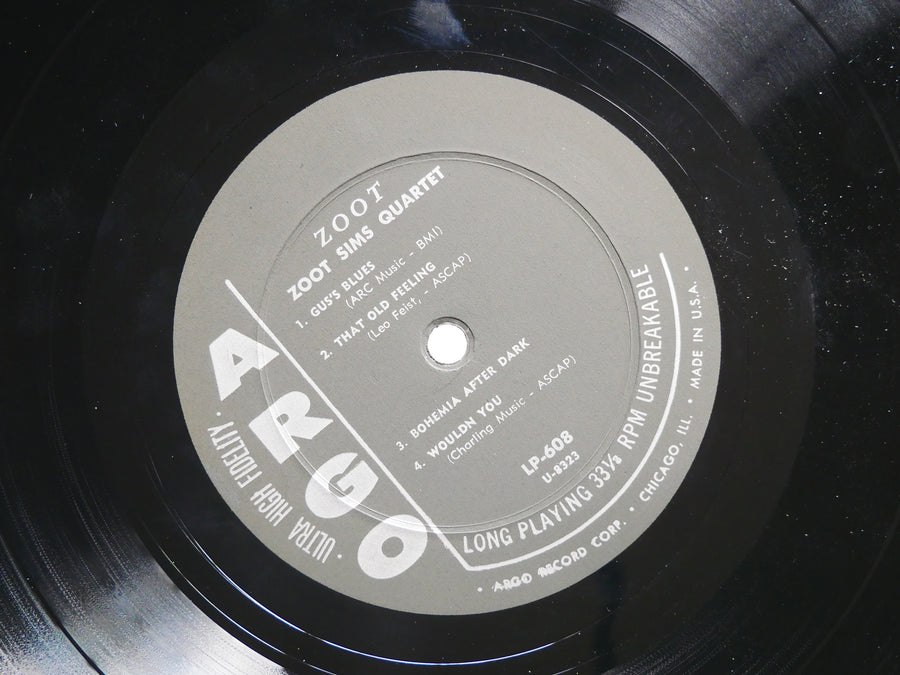 ZOOT
ZOOT SIMS QUARTET
1. GUS'S BLUES
(ARC Music - BMI)
2. THAT OLD FEELING
(Leo Feist, - ASCAP)
3. BOHEMIA AFTER DARK
4. WOULDN YOU
(Charling Music - ASCAP)
LP-608
U-8323
ARGO
• ULTRA HIGH FIDELITY •
LONG PLAYING 33⅓ RPM UNBREAKABLE
• ARGO RECORD CORP. • CHICAGO, ILL. • MADE IN U.S.A. •